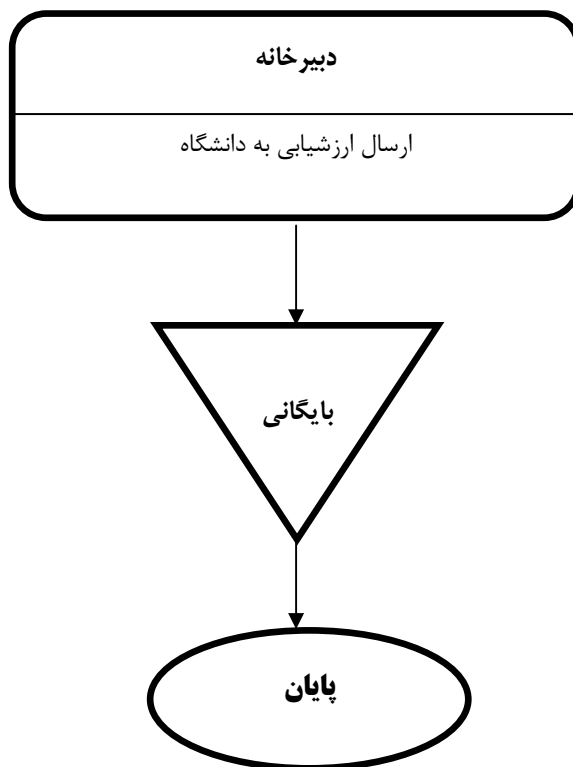 دبیرخانه
ارسال ارزشیابی به دانشگاه
بایگانی
پایان